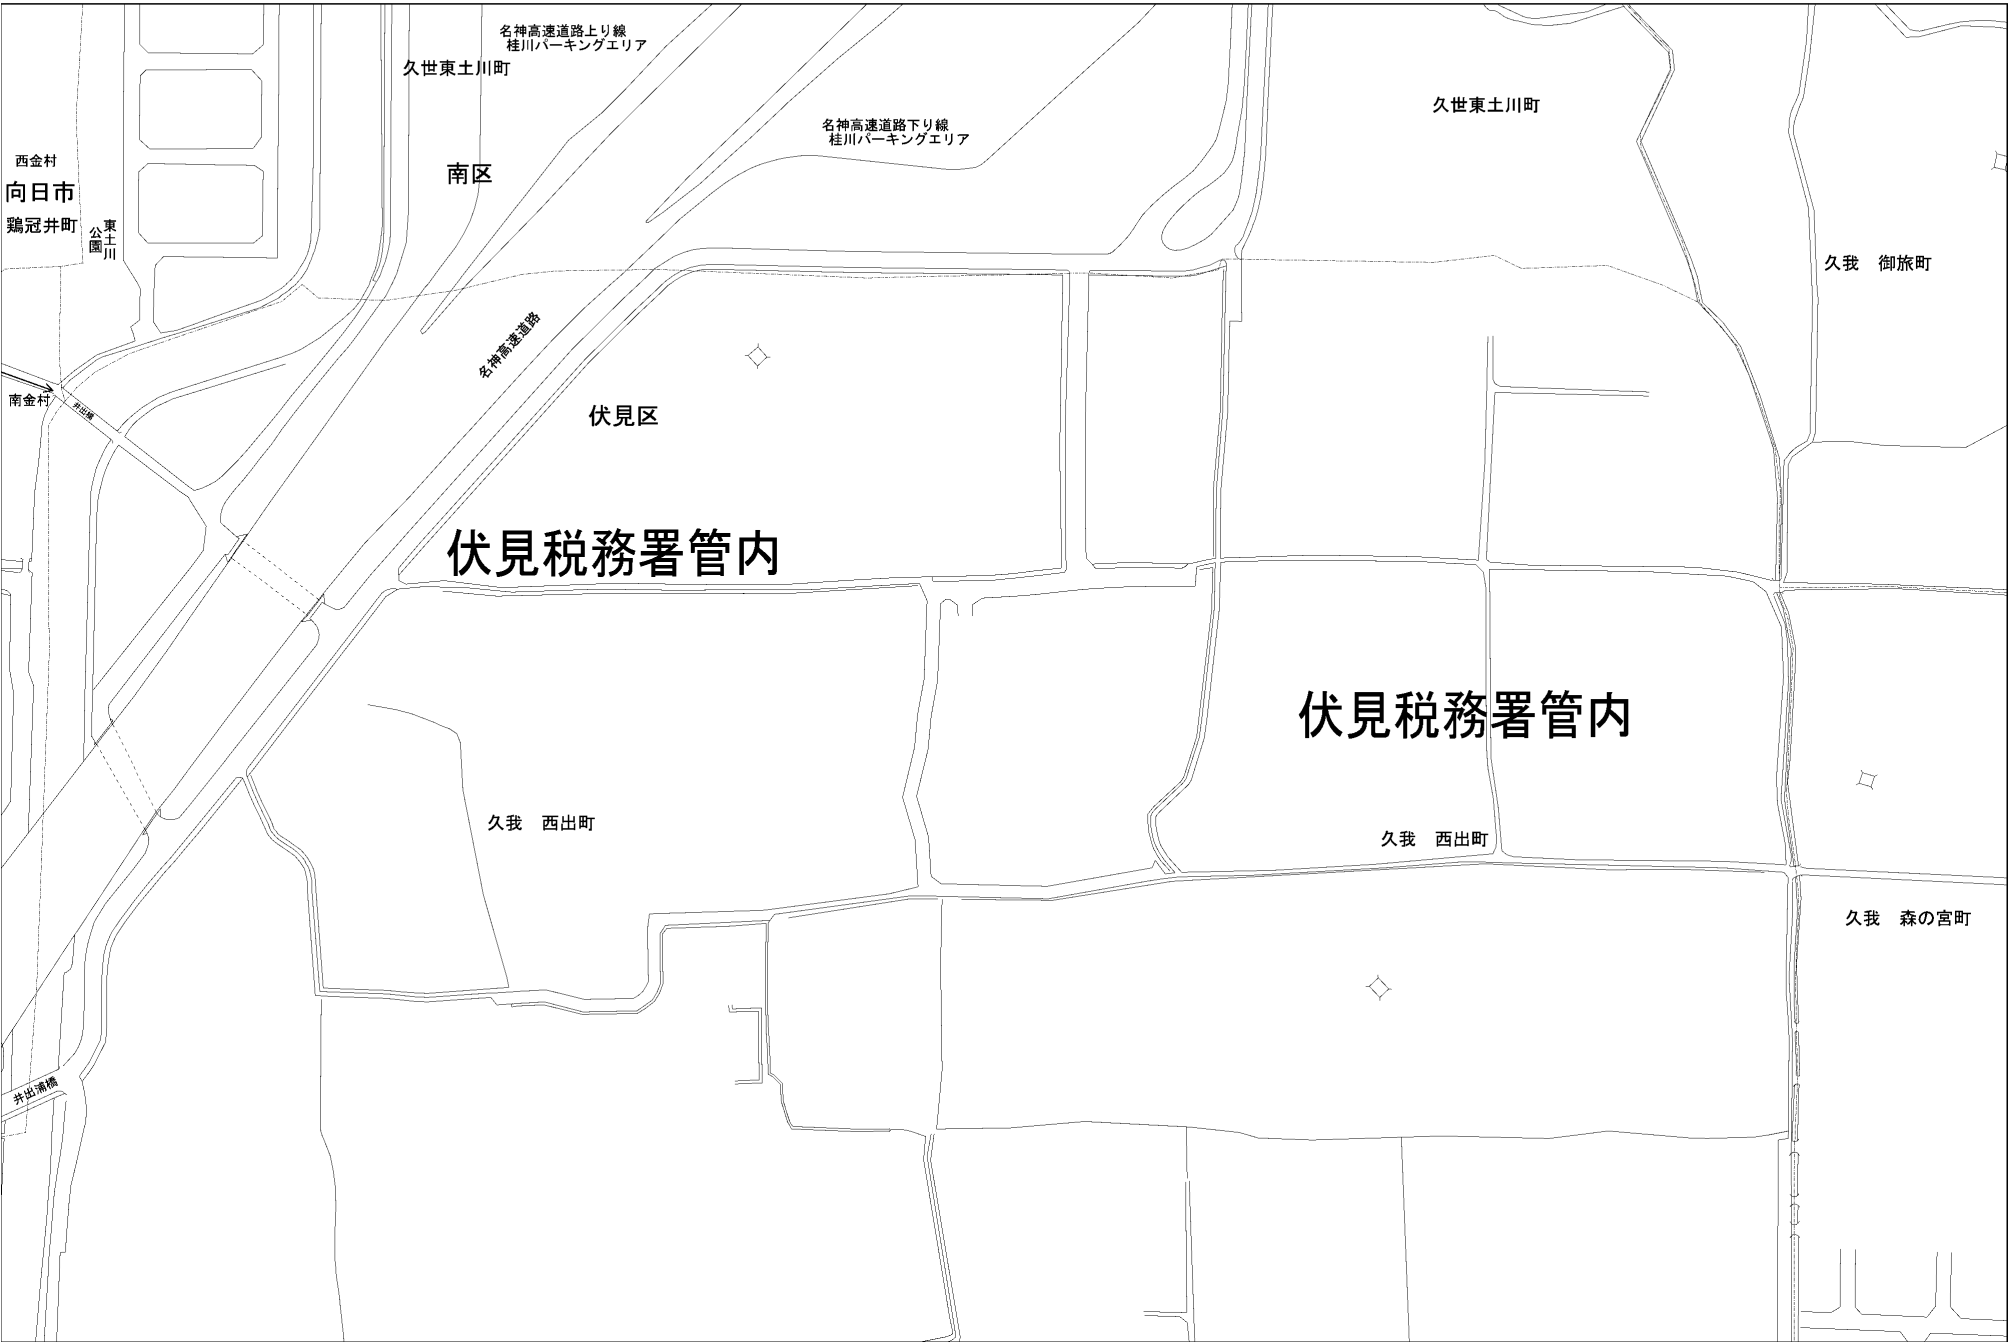 名神高速道路上り線
桂川パーキングエリア
久世東土川町
久世東土川町
名神高速道路下り線
桂川パーキングエリア
西金村
南区
向日市
鶏冠井町
東土川
公園
久我　御旅町
名神高速道路
南金村
井出橋
伏見区
伏見税務署管内
伏見税務署管内
久我　西出町
久我　西出町
久我　森の宮町
井出浦橋